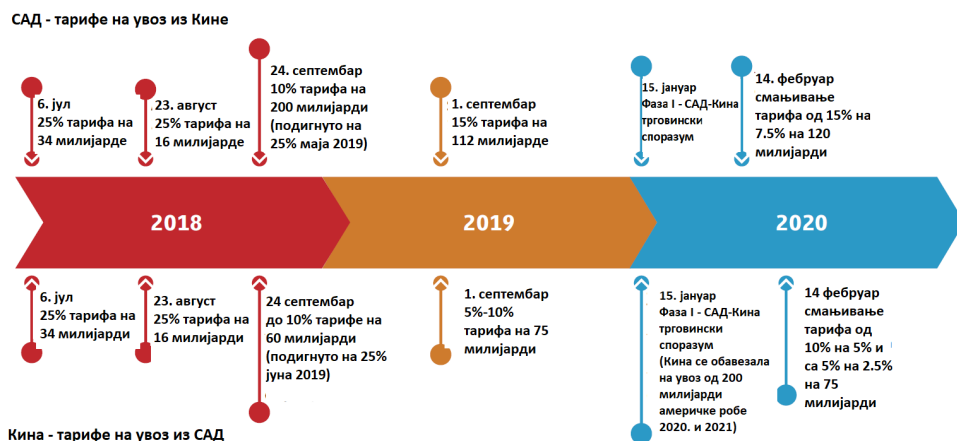 САД - тарифе на увоз из Кине
6. јул
25% тарифа на
34 милијарде
23. август
25% тарифа на
16 милијарде
24. септембар
10% тарифа на
200 милијарди
(подигнуто на
25% маја 2019)
1. септембар
15% тарифа на
112 милијарде
15. јануар
Фаза I - САД-Кина
трговински
споразум
14. фебруар
смањивање
тарифа од 15% на
7.5% на 120
милијарди
2018
2019
2020
6. јул
25% тарифа на
34 милијарди
23. август
25% тарифа на
16 милијарди
24 септембар
до 10% тарифе на
60 милијарди
(подигнуто на 25%
јуна 2019)
1. септембар
5%-10%
тарифа на 75
милијарди
15. јануар
Фаза I - САД-Кина
трговински
споразум
(Кина се обавезала
на увоз од 200
милијарди
америчке робе
2020. и 2021)
14 фебруар
смањивање
тарифа од
10% на 5% и
са 5% на 2.5%
на 75
милијарди
Кина - тарифе на увоз из САД